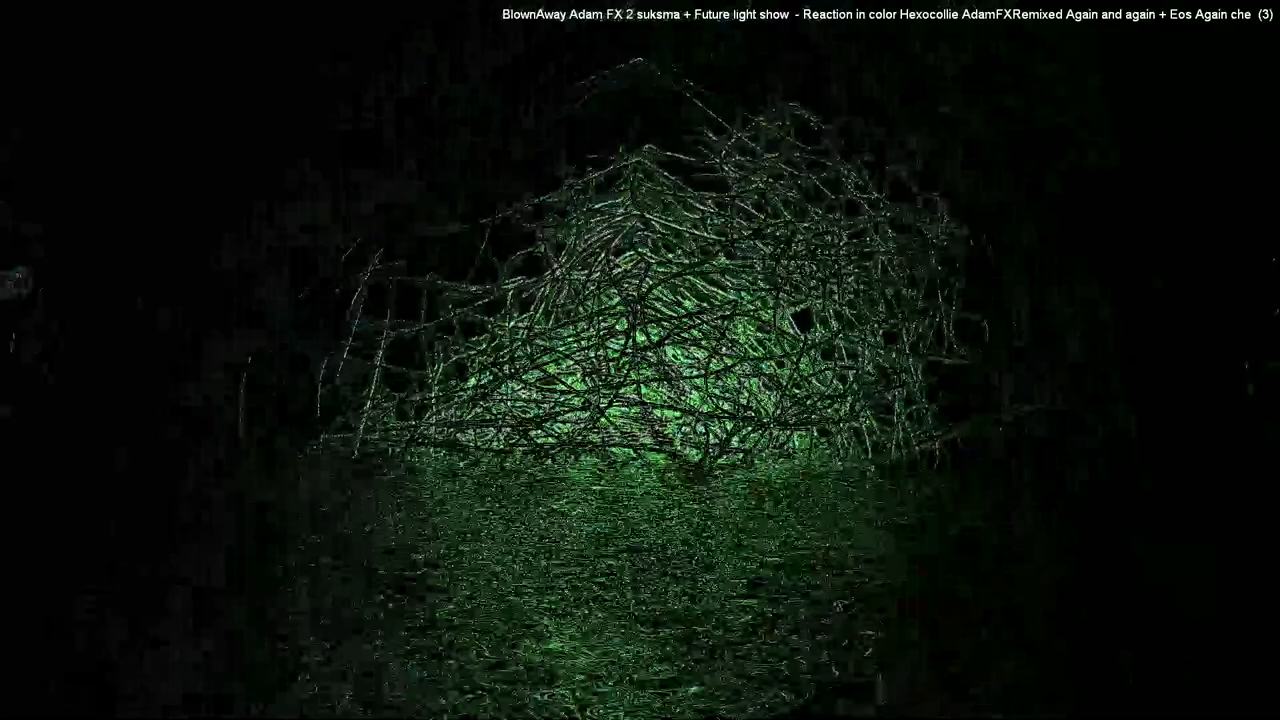 BlownAway Adam FX 2 suksma + Future light show  - Reaction in color Hexocollie AdamFXRemixed Again and again + Eos Again che  (3)